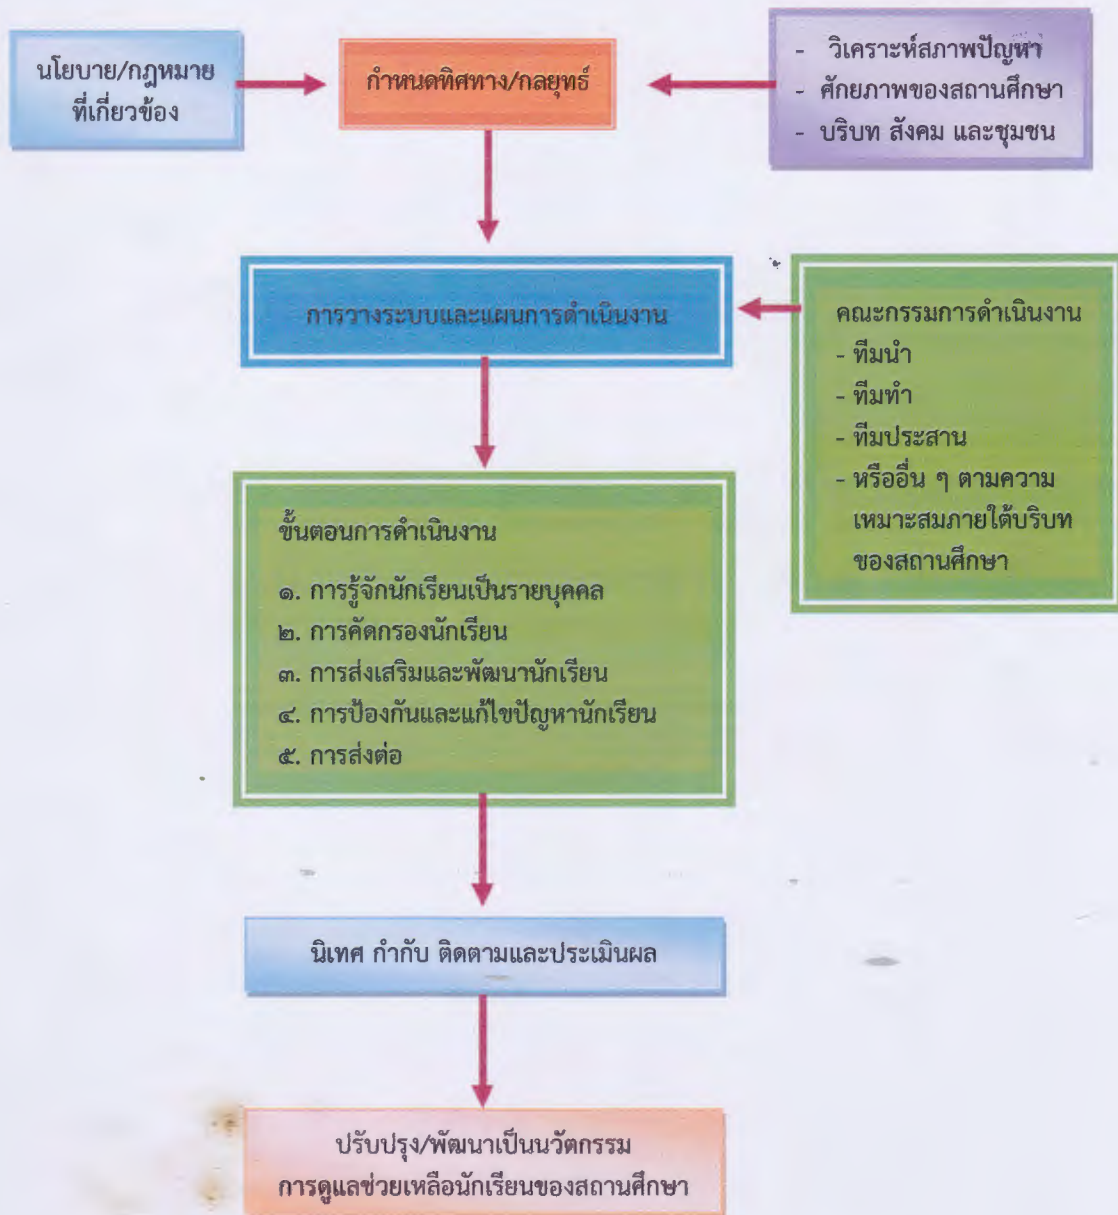 นโยบาย/กฎหมาย
ที่เกี่ยวข้อง
กำหนดทิศทาง/กลยุทธ์
- วิเคราะห์สภาพปัญหา
- ศักยภาพของสถานศึกษา
- บริบท สังคม และชุมชน
การวางระบบและแผนการดำเนินงาน
คณะกรรมการดำเนินงาน
- ทีมนำ
- ทีมทำ
- ทีมประสาน
- หรืออื่น ๆ ตามความ
เหมาะสมภายใต้บริบท
ของสถานศึกษา
ขั้นตอนการดำเนินงาน
๑. การรู้จักนักเรียนเป็นรายบุคคล
๒. การคัดกรองนักเรียน
๓. การส่งเสริมและพัฒนานักเรียน
๔. การป้องกันและแก้ไขปัญหานักเรียน
๕. การส่งต่อ
นิเทศ กำกับ ติดตามและประเมินผล
ปรับปรุง/พัฒนาเป็นนวัตกรรม
การดูแลช่วยเหลือนักเรียนของสถานศึกษา